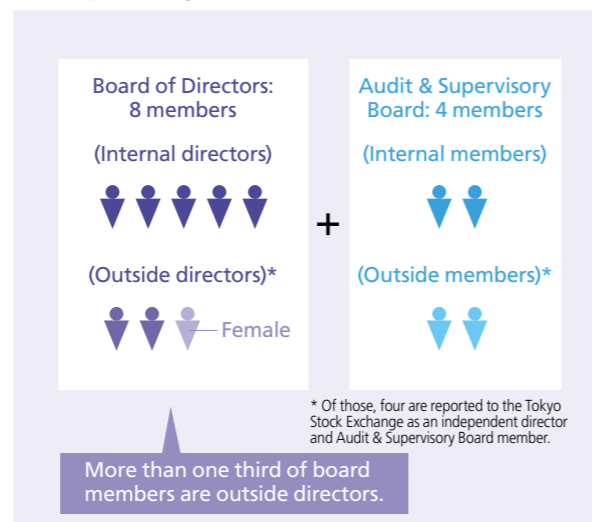 Board of Directors:
8 members
(Internal directors)
(Outside directors)*
Female
+
Audit & Supervisory
Board: 4 members
(Internal members)
(Outside members)*
* Of those, four are reported to the Tokyo
Stock Exchange as an independent director
and Audit & Supervisory Board member.
More than one third of board
members are outside directors.